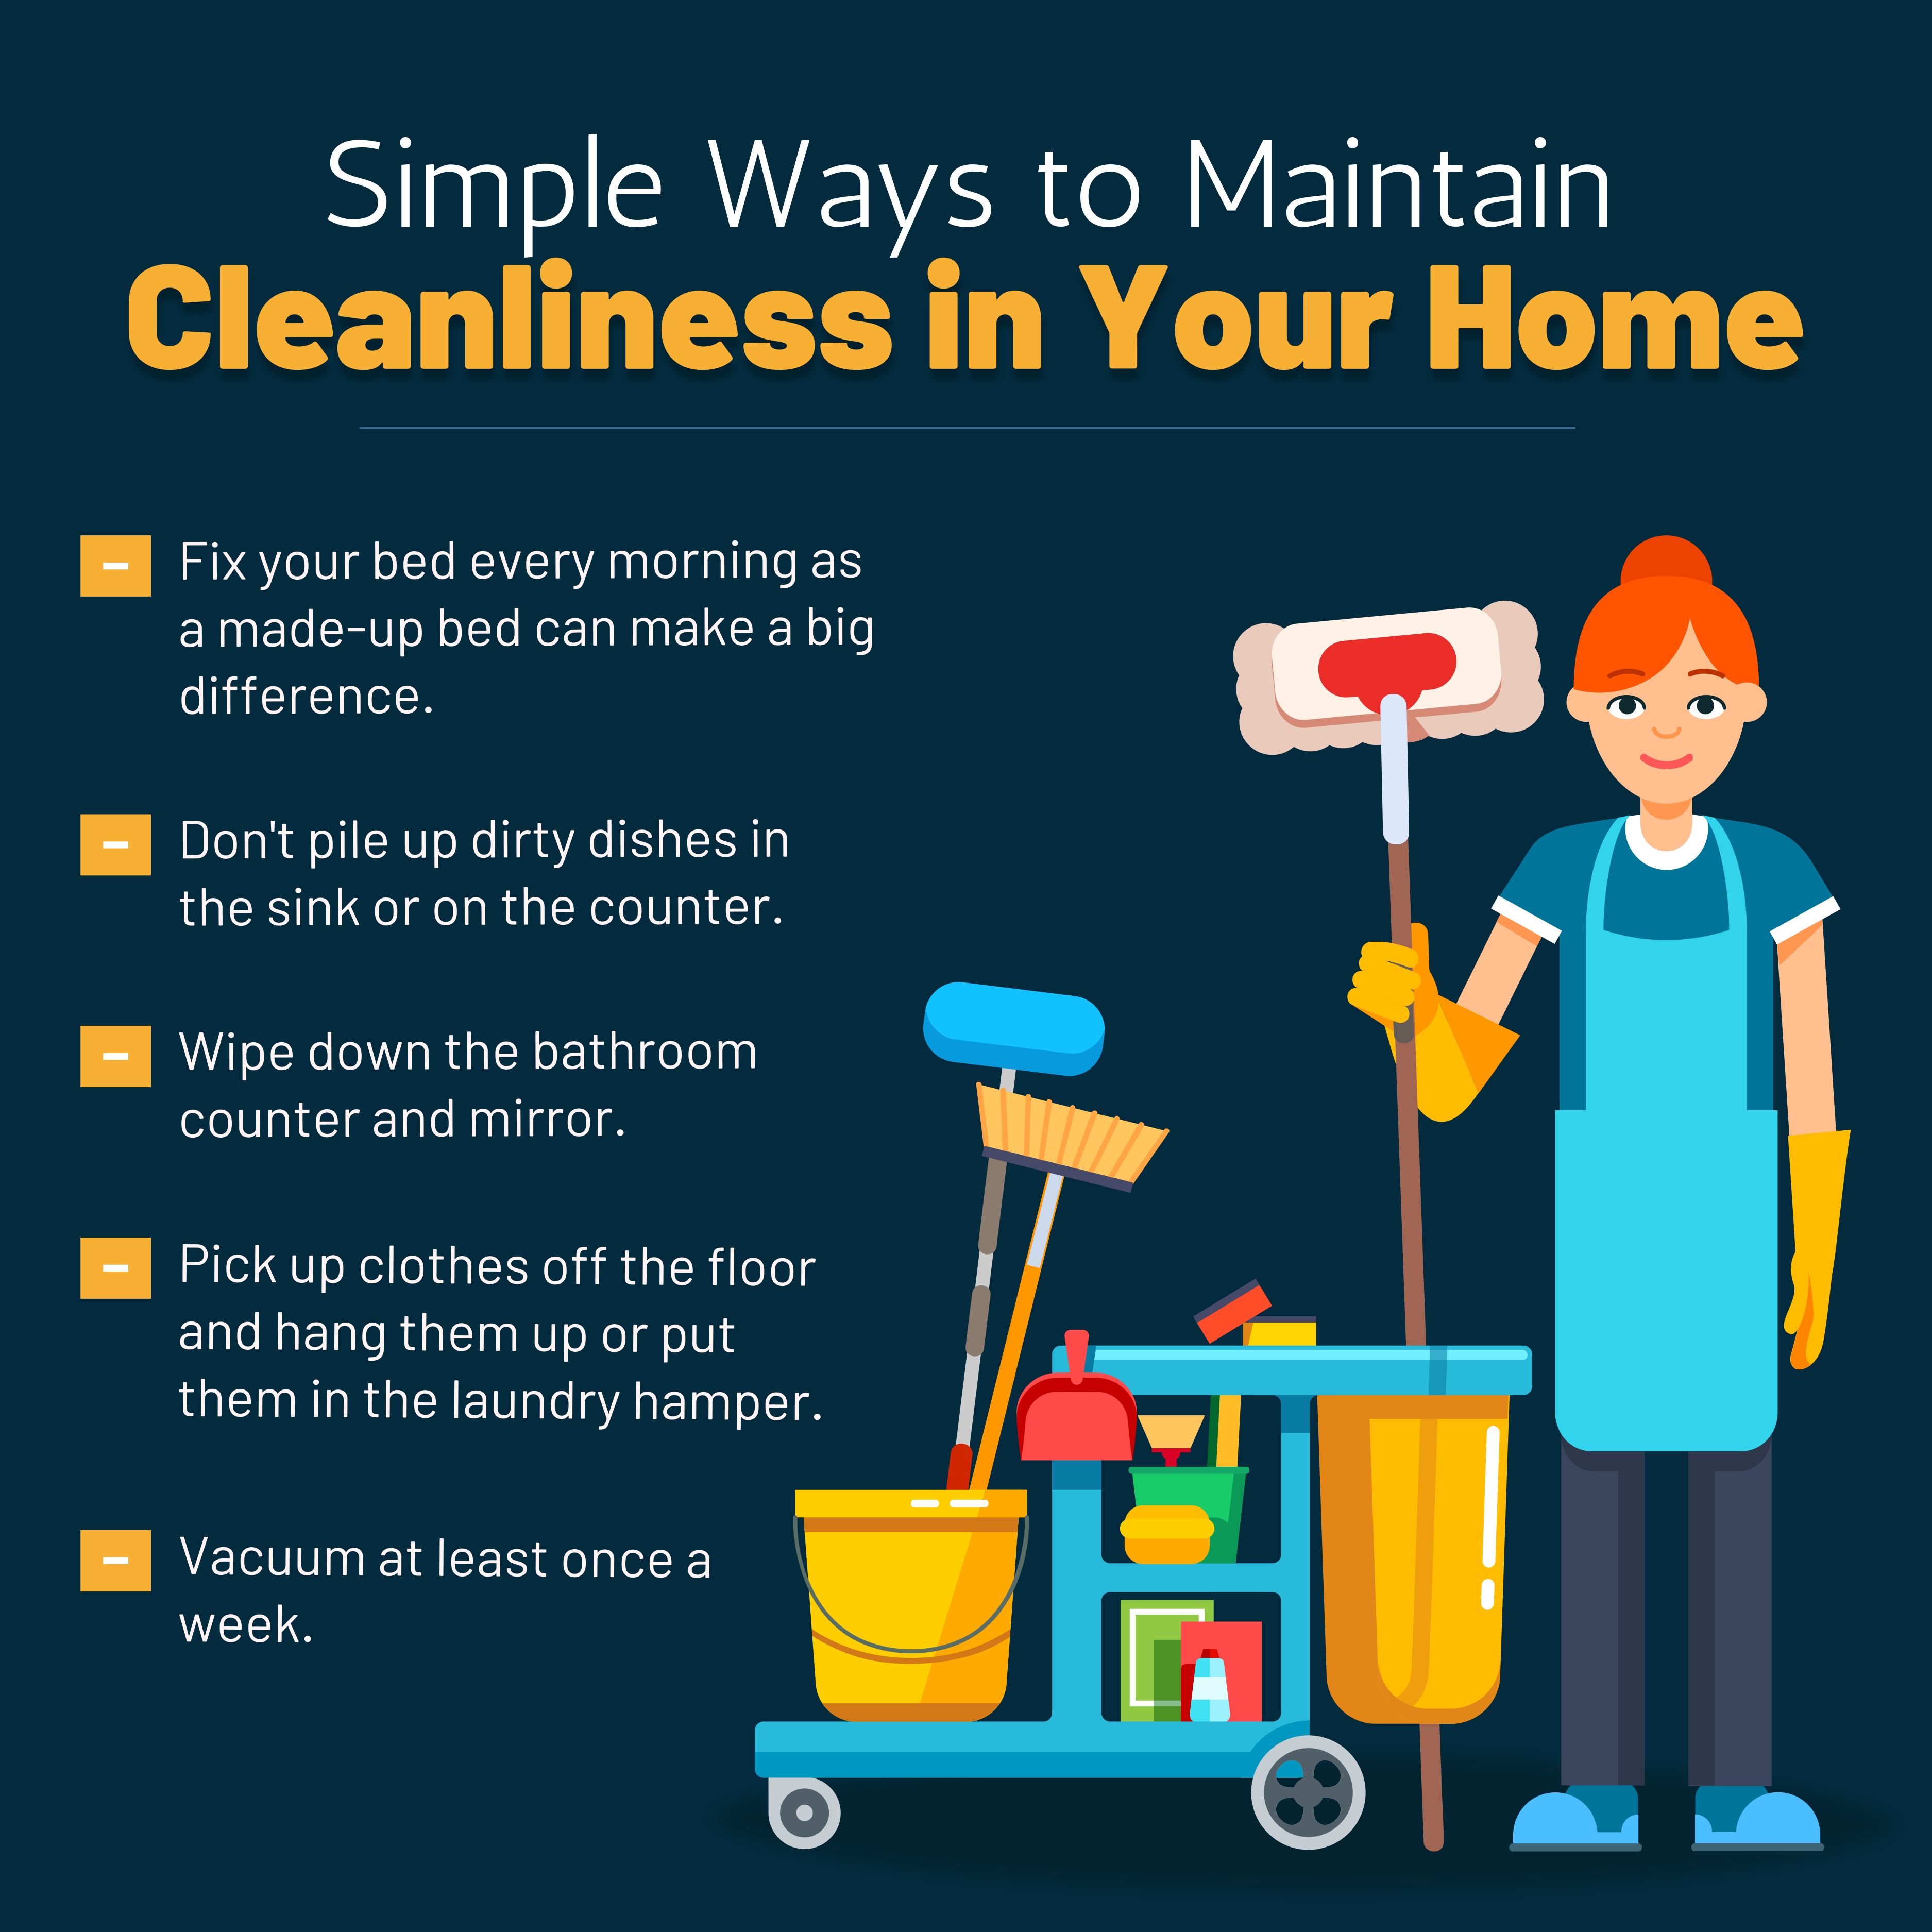 Simple Ways to Maintain
Cleanliness in Your Home
- Fix your bed every morning as
a made-up bed can make a big
difference.
- Don't pile up dirty dishes in
the sink or on the counter.
- Wipe down the bathroom
counter and mirror.
- Pick up clothes off the floor
and hang them up or put
them in the laundry hamper.
- Vacuum at least once a
week.